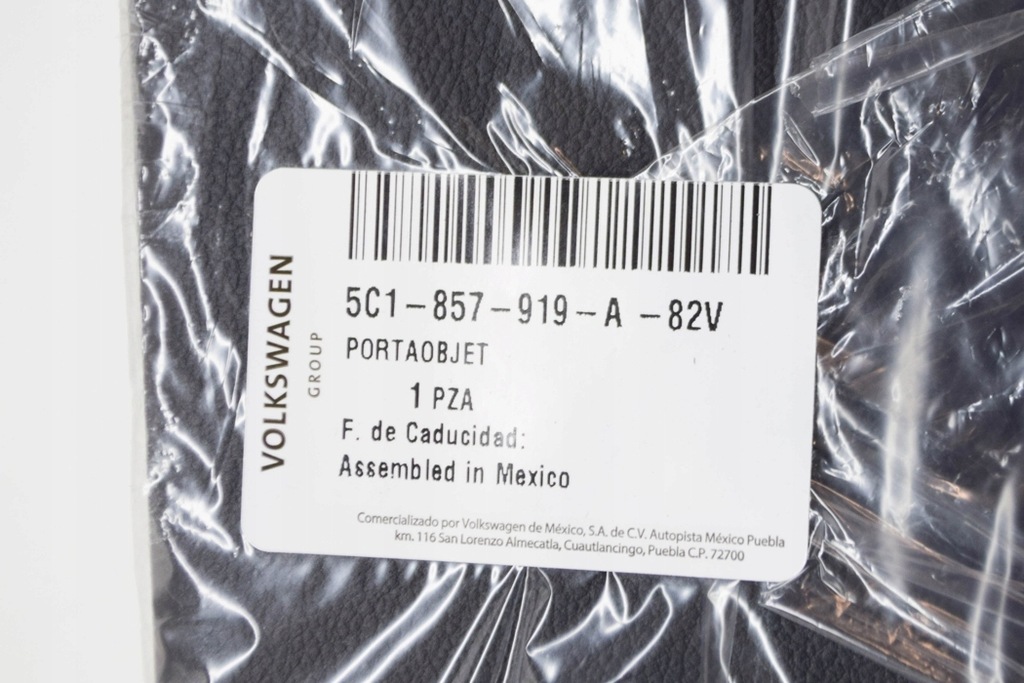 VOLKSWAGEN
GROUP
5C1-857-919-A -82V
PORTAOBJET
1 PZA
F. de Caducidad:
Assembled in Mexico
Comercializado por Volkswagen de México, S.A. de C.V. Autopista México Puebla
km. 116 San Lorenzo Almecatla, Cuautlancingo, Puebla C.P. 72700